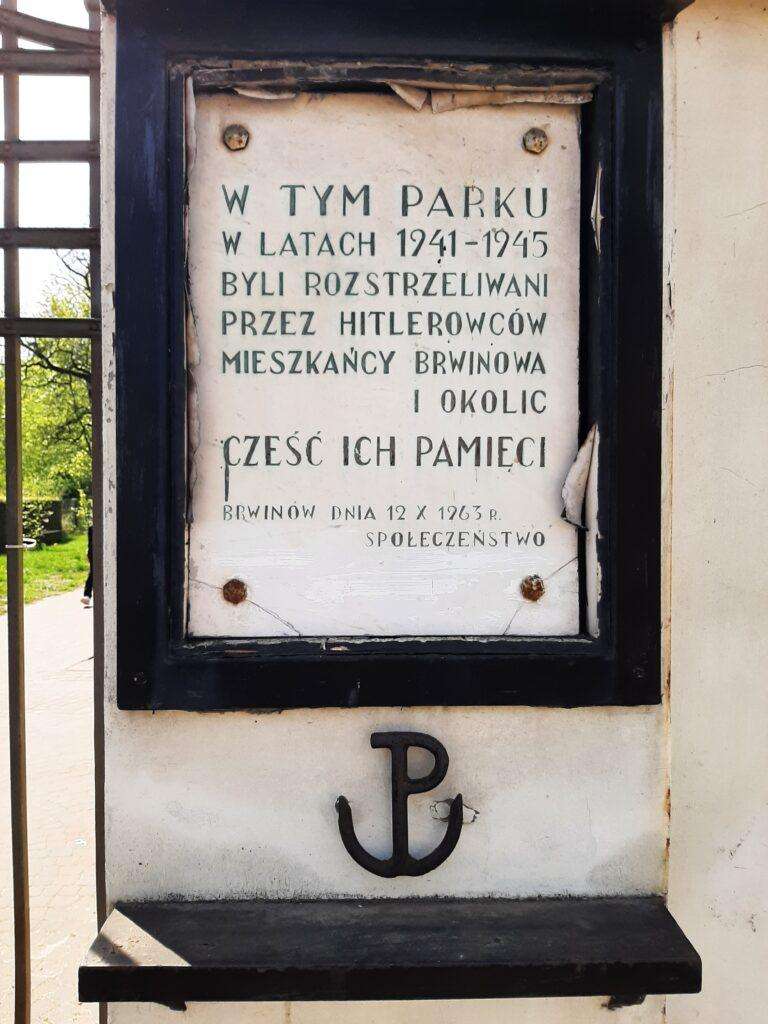 W TYM PARKU
W LATACH 1941-1945
BYLI ROZSTRZELIWANI
PRZEZ HITLEROWCÓW
MIESZKAŃCY BRWINOWA
I OKOLIC
CZEŚĆ ICH PAMIĘCI
BRWINÓW DNIA 12 X 1963 R.
SPOŁECZEŃSTWO